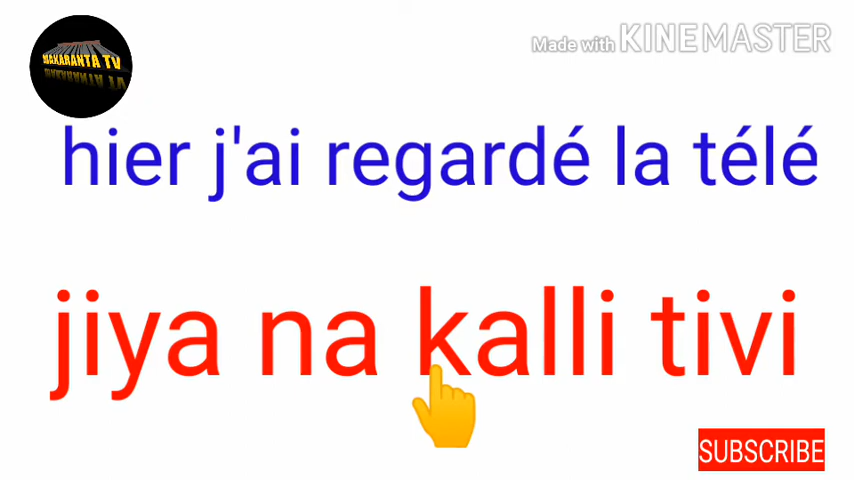 MAKARANTA TV
Made with KINEMASTER
hier j'ai regardé la télé
jiya na kalli tivi
SUBSCRIBE